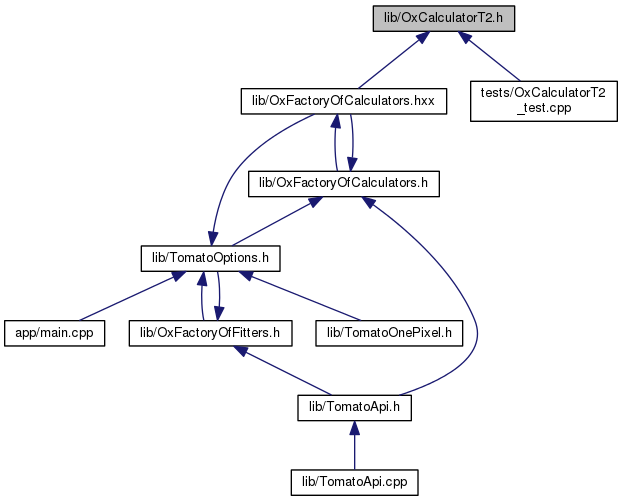 lib/OxCalculatorT2.h
lib/OxFactoryOfCalculators.hxx
tests/OxCalculatorT2
_test.cpp
lib/OxFactoryOfCalculators.h
lib/TomatoOptions.h
app/main.cpp
lib/OxFactoryOfFitters.h
lib/TomatoOnePixel.h
lib/TomatoApi.h
lib/TomatoApi.cpp